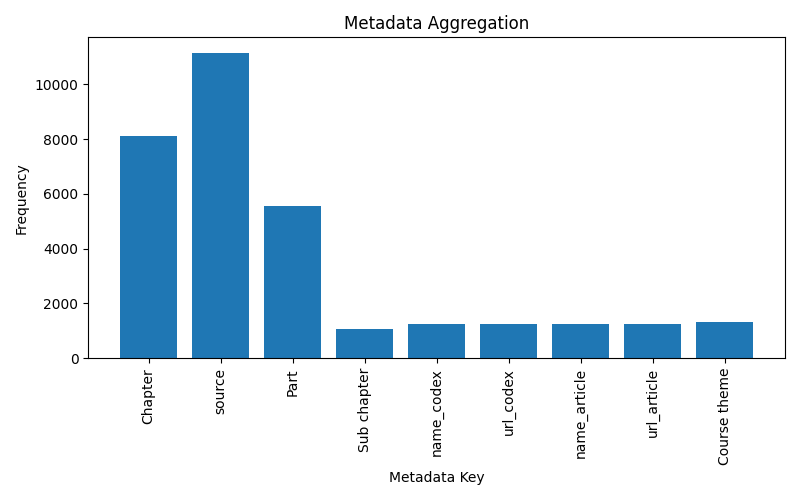 Metadata Aggregation
Frequency
10000
8000
6000
4000
2000
0
Chapter
source
Part
Sub chapter
name_codex
url_codex
name_article
url_article
Course theme
Metadata Key